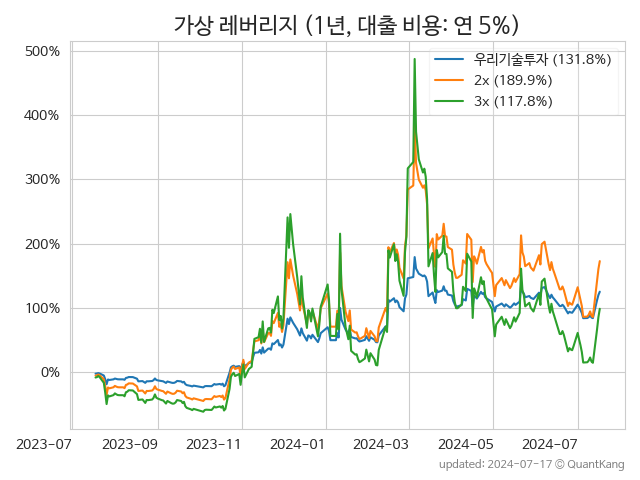 가상 레버리지 (1년, 대출 비용: 연 5%)
500%
400%
300%
200%
100%
0%
우리기술투자 (131.8%)
2x (189.9%)
3x (117.8%)
2023-07 2023-09 2023-11 2024-01 2024-03 2024-05 2024-07
updated: 2024-07-17 © QuantKang